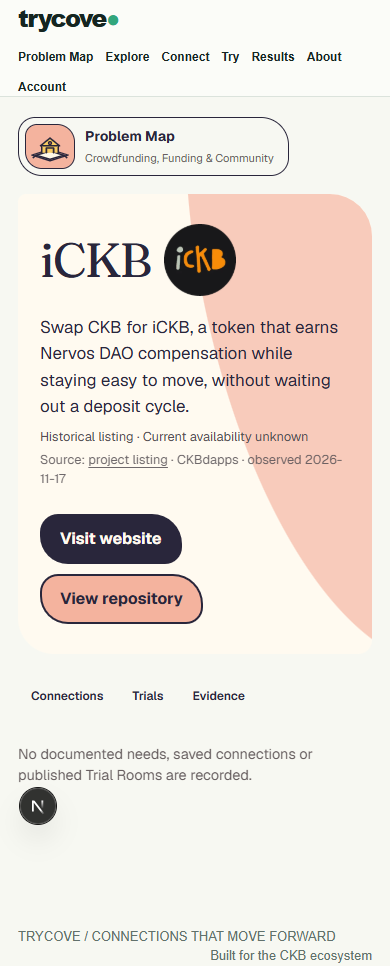 trycove
Problem Map Explore Connect Try Results About
Account
Problem Map
Crowdfunding, Funding & Community
iCKB
iCKB
Swap CKB for iCKB, a token that earns
Nervos DAO compensation while
staying easy to move, without waiting
out a deposit cycle.
Historical listing · Current availability unknown
Source: project listing · CKBdapps · observed 2026-
11-17
Visit website
View repository
Connections Trials Evidence
No documented needs, saved connections or
published Trial Rooms are recorded.
N
TRYCOVE / CONNECTIONS THAT MOVE FORWARD
Built for the CKB ecosystem